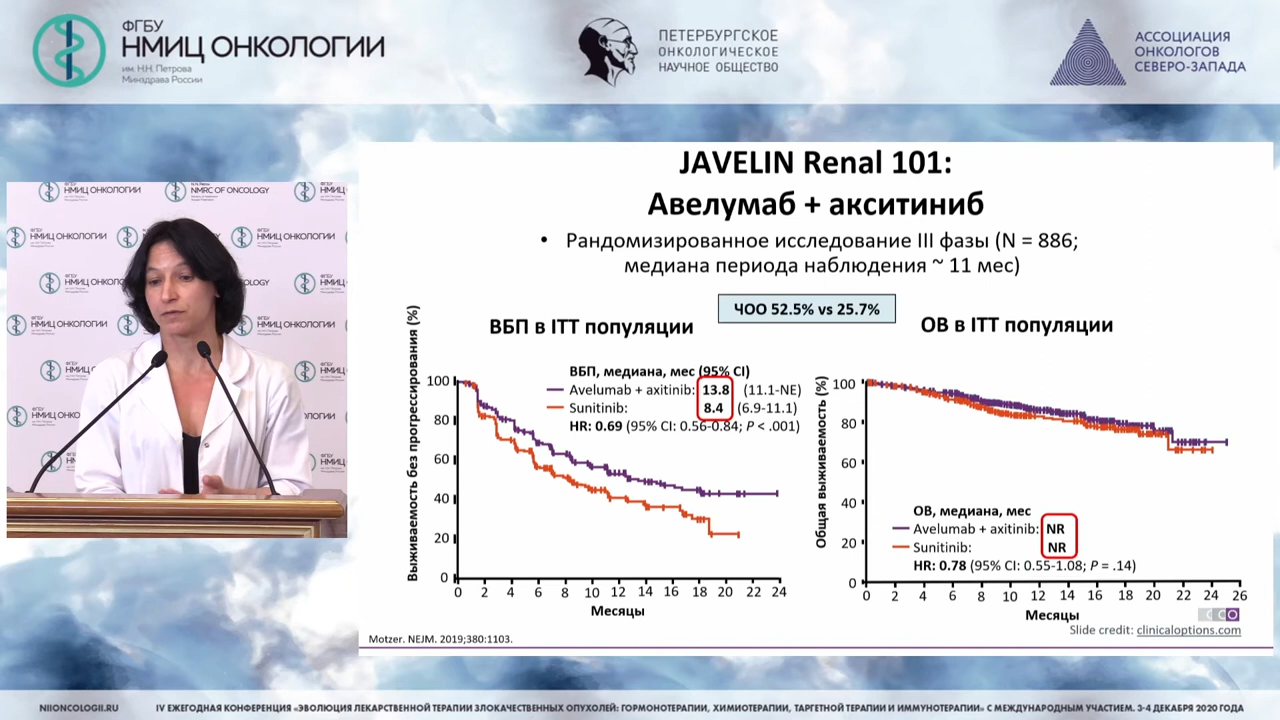 ФГБУ
НМИЦ ОНКОЛОГИИ
им. Н.Н. Петрова
Минздрава России
ПЕТЕРБУРГСКОЕ
ОНКОЛОГИЧЕСКОЕ
НАУЧНОЕ ОБЩЕСТВО
АССОЦИАЦИЯ
ОНКОЛОГОВ
СЕВЕРО-ЗАПАДА
НМИЦ ОНКОЛОГИИ
NMRC OF ONCOLOGY
JAVELIN Renal 101:
Авелумаб + акситиниб
• Рандомизированное исследование III фазы (N = 886;
медиана периода наблюдения ~ 11 мес)
ЧОО 52.5% vs 25.7%
ВБП в ITT популяции
Выживаемость без прогрессирования (%)
ВБП, медиана, мес (95% CI)
Avelumab + axitinib: 13.8 (11.1-NE)
Sunitinib: 8.4 (6.9-11.1)
HR: 0.69 (95% CI: 0.56-0.84; P < .001)
100
80
60
40
20
0
0 2 4 6 8 10 12 14 16 18 20 22 24
Месяцы
ОВ в ITT популяции
Общая выживаемость (%)
100
80
60
40
20
0
ОВ, медиана, мес
Avelumab + axitinib: NR
Sunitinib: NR
HR: 0.78 (95% CI: 0.55-1.08; P = .14)
0 2 4 6 8 10 12 14 16 18 20 22 24 26
Месяцы
CCO
Motzer. NEJM. 2019;380:1103.
Slide credit: clinicaloptions.com
NIIONCOLOGII.RU
IV ЕЖЕГОДНАЯ КОНФЕРЕНЦИЯ «ЭВОЛЮЦИЯ ЛЕКАРСТВЕННОЙ ТЕРАПИИ ЗЛОКАЧЕСТВЕННЫХ ОПУХОЛЕЙ: ГОРМОНОТЕРАПИИ, ХИМИОТЕРАПИИ, ТАРГЕТНОЙ ТЕРАПИИ И ИММУНОТЕРАПИИ» С МЕЖДУНАРОДНЫМ УЧАСТИЕМ. 3-4 ДЕКАБРЯ 2020 ГОДА